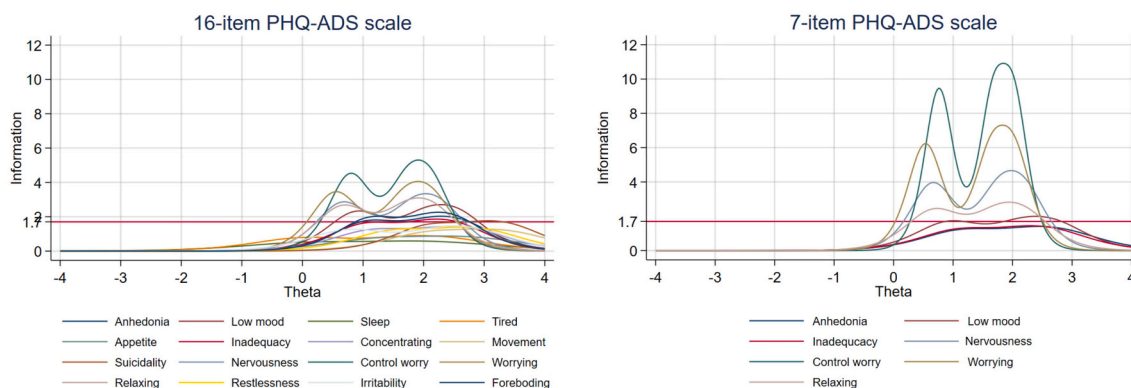 16-item PHQ-ADS scale
12
10
8
6
4
2
1.7
0
Information
-4 -3 -2 -1 0 1 2 3 4
Theta
Anhedonia Low mood Sleep Tired
Appetite Inadequacy Concentrating Movement
Suicidality Nervousness Control worry Worrying
Relaxing Restlessness Irritability Foreboding
7-item PHQ-ADS scale
12
10
8
6
4
1.7
0
Information
-4 -3 -2 -1 0 1 2 3 4
Theta
Anhedonia Low mood
Inadequcacy Nervousness
Control worry Worrying
Relaxing